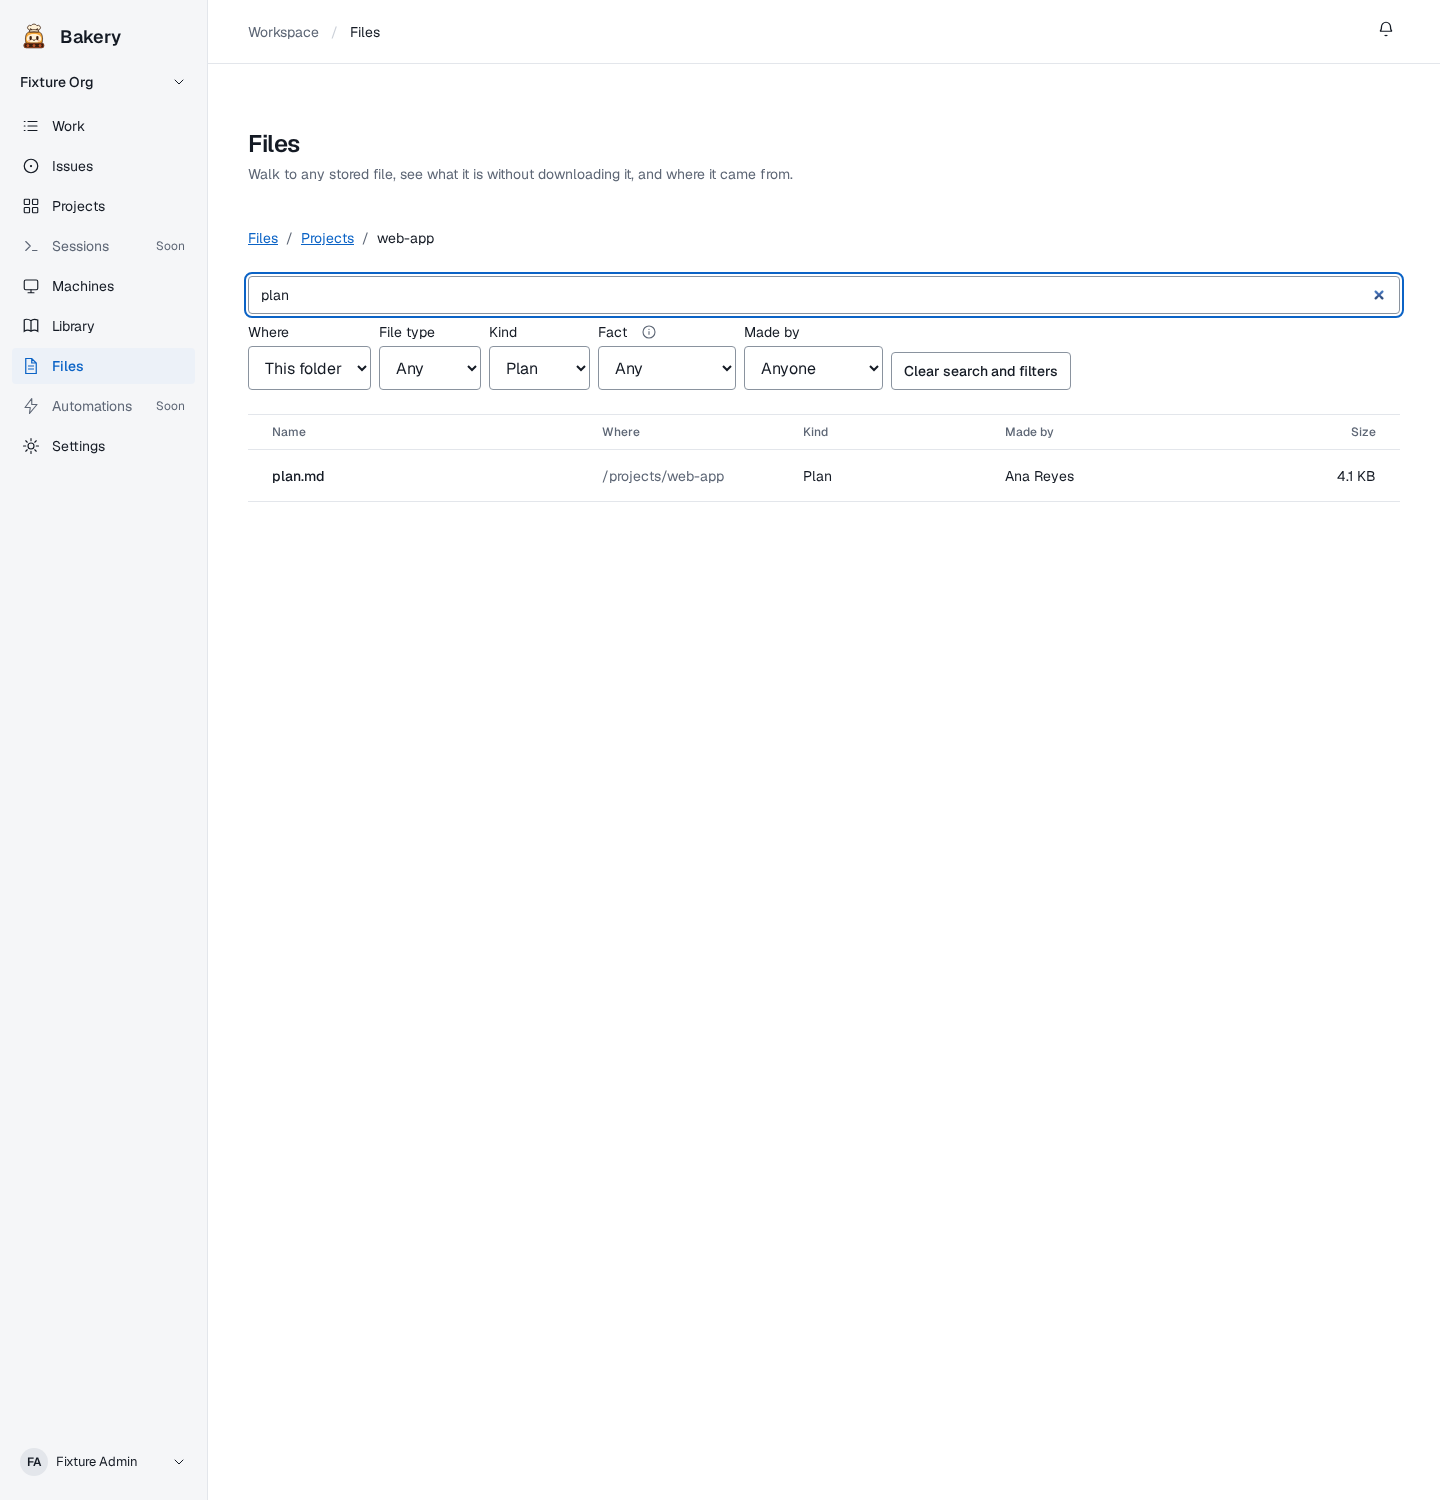 Bakery
Fixture Org
Work
Issues
Projects
Sessions Soon
Machines
Library
Files
Automations Soon
Settings
FA Fixture Admin
Workspace / Files
Files
Walk to any stored file, see what it is without downloading it, and where it came from.
Files / Projects / web-app
plan
Where File type Kind Fact Made by
This folder Any Plan Any Anyone Clear search and filters
Name Where Kind Made by Size
plan.md /projects/web-app Plan Ana Reyes 4.1 KB